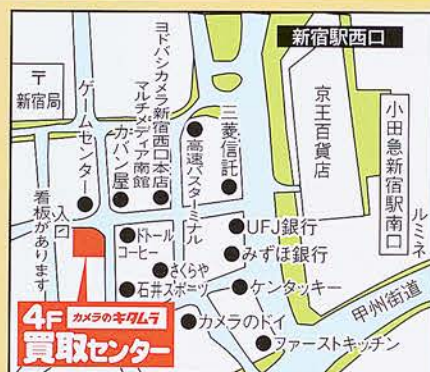 新宿駅西口
〒
新宿局
ゲームセンター
カバン屋
ヨドバシカメラ新宿西口本店
マルチメディア南館
高速バスターミナル
三菱信託
京王百貨店
小田急新宿駅南口
ルミネ
看板があります
入口
ドトール
コーヒー
さくらや
石井スポーツ
UFJ銀行
みずほ銀行
ケンタッキー
カメラのドイ
ファーストキッチン
甲州街道
4F カメラのキタムラ
買取センター